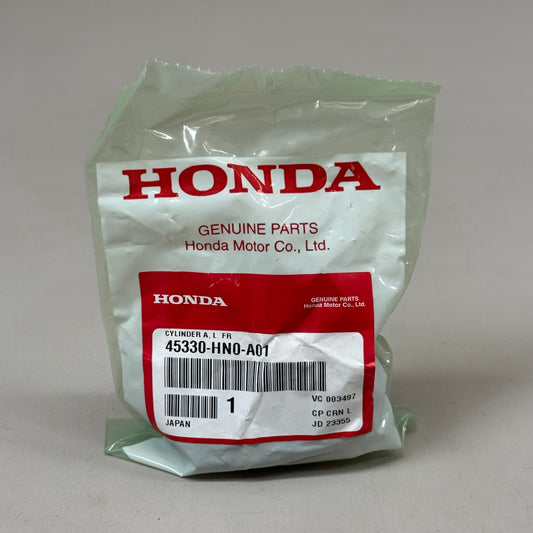 HONDA
GENUINE PARTS
Honda Motor Co., Ltd.
HONDA
GENUINE PARTS
Honda Motor Co., Ltd.
CYLINDER A, L. FR
45330-HN0-A01
VC 003497
1
CP CRN L
JAPAN
JD 23355